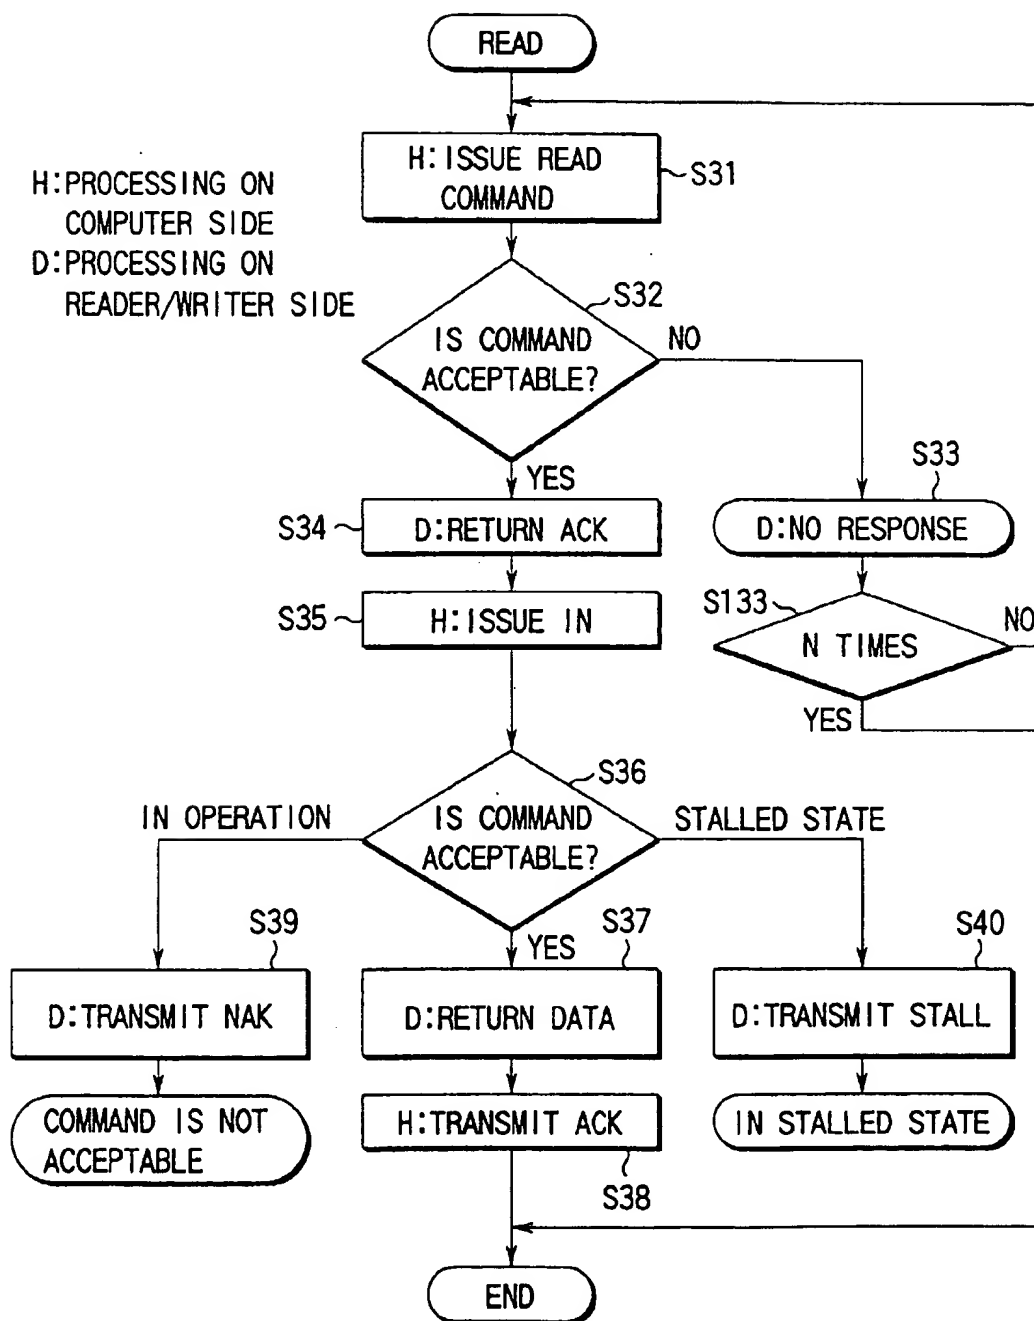 READ
H:ISSUE READ
COMMAND
S31
H:PROCESSING ON
COMPUTER SIDE
D:PROCESSING ON
READER/WRITER SIDE
S32
IS COMMAND
ACCEPTABLE?
NO
YES
S33
S34
D:RETURN ACK
D:NO RESPONSE
S35
H:ISSUE IN
S133
N TIMES
NO
YES
S36
IN OPERATION
IS COMMAND
ACCEPTABLE?
STALLED STATE
YES
S39
S37
S40
D:TRANSMIT NAK
D:RETURN DATA
D:TRANSMIT STALL
COMMAND IS NOT
ACCEPTABLE
H:TRANSMIT ACK
IN STALLED STATE
S38
END